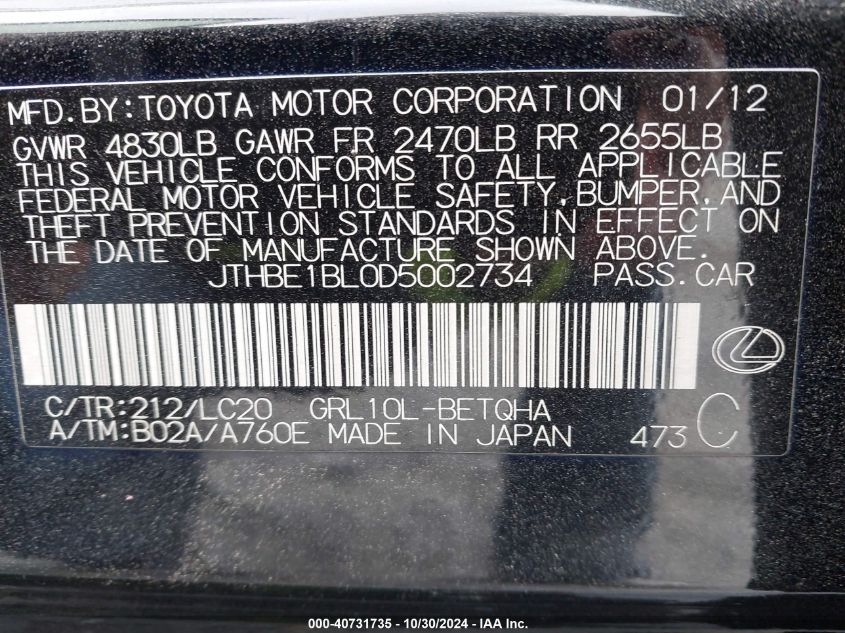 MFD.BY:TOYOTA MOTOR CORPORATION 01/12
GVWR 4830LB GAWR FR 2470LB RR 2655LB
THIS VEHICLE CONFORMS TO ALL APPLICABLE
FEDERAL MOTOR VEHICLE SAFETY,BUMPER,AND
THEFT PREVENTION STANDARDS IN EFFECT ON
THE DATE OF MANUFACTURE SHOWN ABOVE.
JTHBE1BL0D5002734 PASS.CAR
C/TR:212/LC20 GRL10L-BETQHA
A/TM:B02A/A760E MADE IN JAPAN 473 C
000-40731735 - 10/30/2024 - IAA Inc.